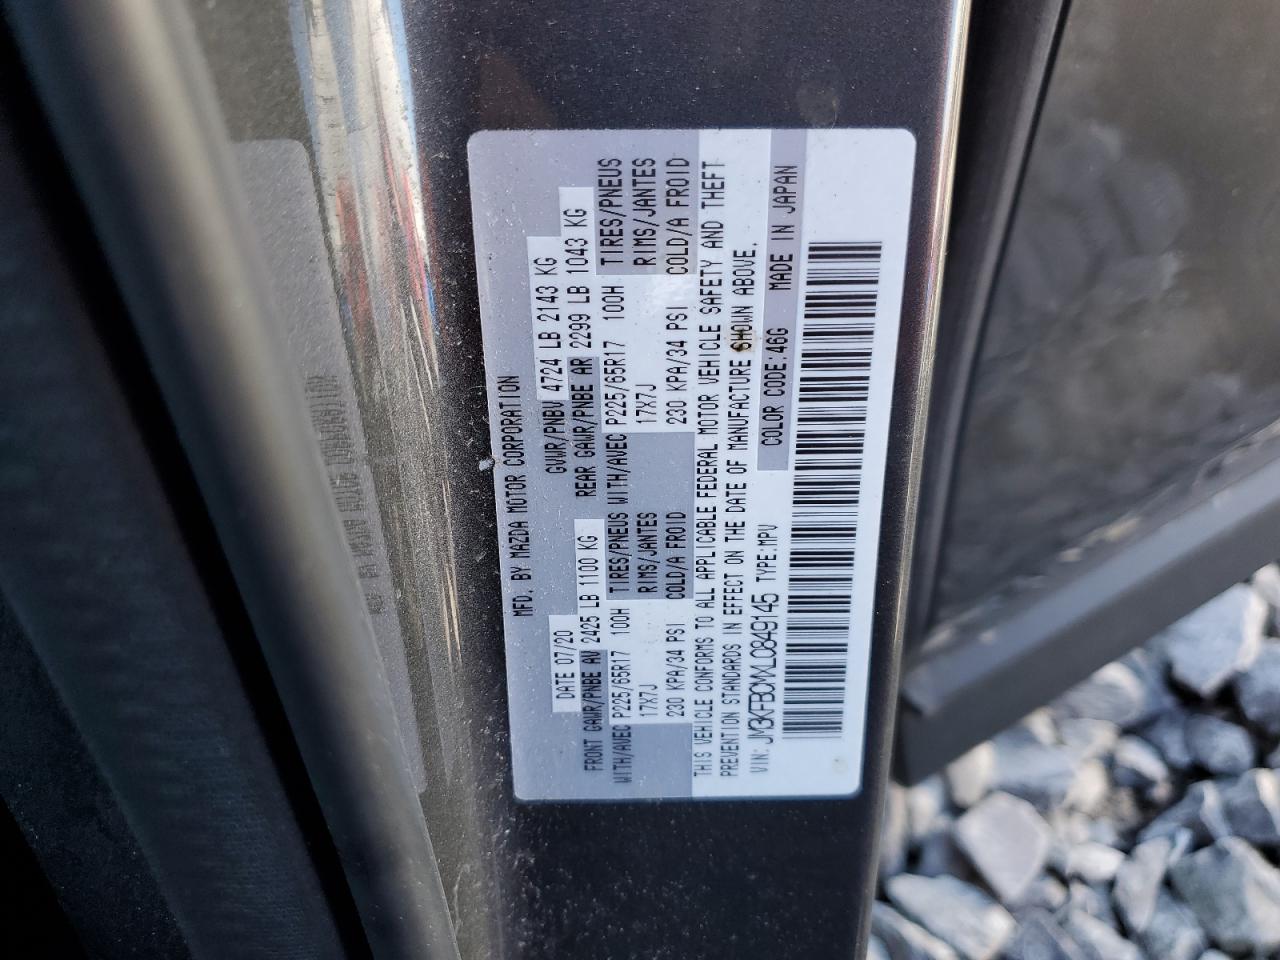 MFD. BY MAZDA MOTOR CORPORATION
DATE 07/20 GVWR/PNBV 4724 LB 2143 KG
FRONT GAWR/PNBE AV 2425 LB 1100 KG REAR GAWR/PNBE AR 2299 LB 1043 KG
WITH/AVEC P225/65R17 100H TIRES/PNEUS WITH/AVEC P225/65R17 100H TIRES/PNEUS
17X7J RIMS/JANTES 17X7J RIMS/JANTES
230 KPA/34 PSI COLD/A FROID 230 KPA/34 PSI COLD/A FROID
THIS VEHICLE CONFORMS TO ALL APPLICABLE FEDERAL MOTOR VEHICLE SAFETY AND THEFT
PREVENTION STANDARDS IN EFFECT ON THE DATE OF MANUFACTURE SHOWN ABOVE.
VIN: JM3KFBCMXL0849145 TYPE:MPV COLOR CODE:46G MADE IN JAPAN